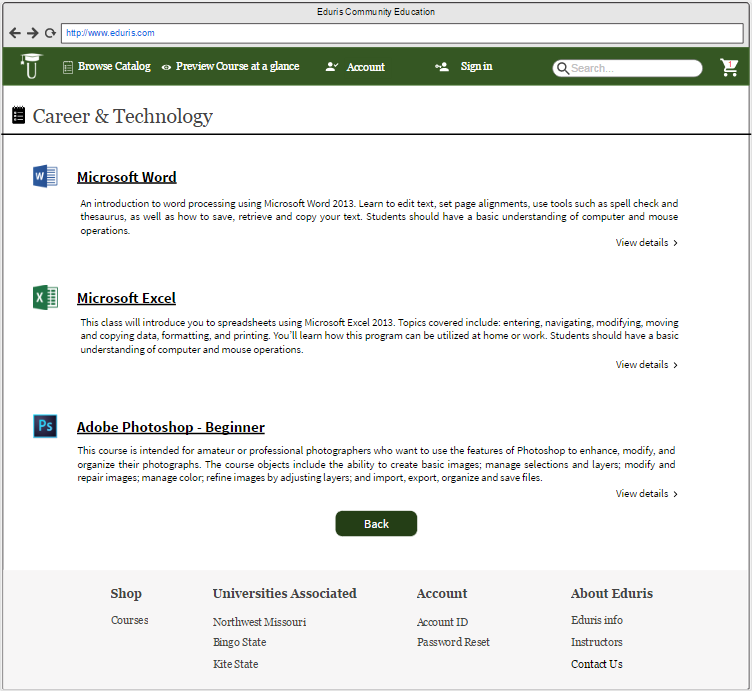 Eduris Community Education
http://www.eduris.com
Browse Catalog Preview Course at a glance Account Sign in Search... 1
Career & Technology
W Microsoft Word
An introduction to word processing using Microsoft Word 2013. Learn to edit text, set page alignments, use tools such as spell check and
thesaurus, as well as how to save, retrieve and copy your text. Students should have a basic understanding of computer and mouse
operations.
View details >
X Microsoft Excel
This class will introduce you to spreadsheets using Microsoft Excel 2013. Topics covered include: entering, navigating, modifying, moving
and copying data, formatting, and printing. You'll learn how this program can be utilized at home or work. Students should have a basic
understanding of computer and mouse operations.
View details >
Ps Adobe Photoshop - Beginner
This course is intended for amateur or professional photographers who want to use the features of Photoshop to enhance, modify, and
organize their photographs. The course objects include the ability to create basic images; manage selections and layers; modify and
repair images; manage color; refine images by adjusting layers; and import, export, organize and save files.
View details >
Back
Shop Universities Associated Account About Eduris
Courses Northwest Missouri Account ID Eduris info
Bingo State Password Reset Instructors
Kite State Contact Us